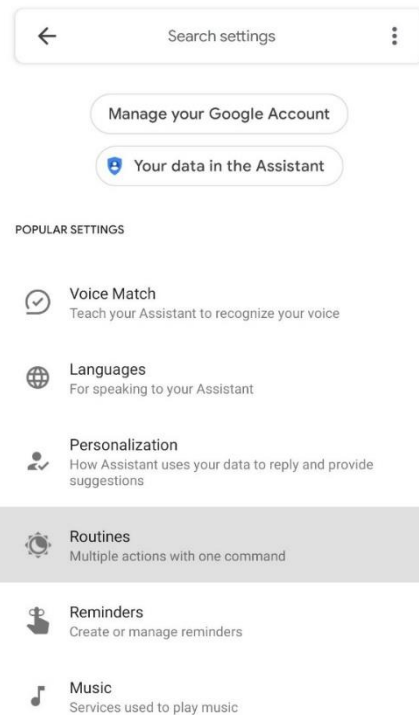 Search settings
Manage your Google Account
Your data in the Assistant
POPULAR SETTINGS
Voice Match
Teach your Assistant to recognize your voice
Languages
For speaking to your Assistant
Personalization
How Assistant uses your data to reply and provide
suggestions
Routines
Multiple actions with one command
Reminders
Create or manage reminders
Music
Services used to play music